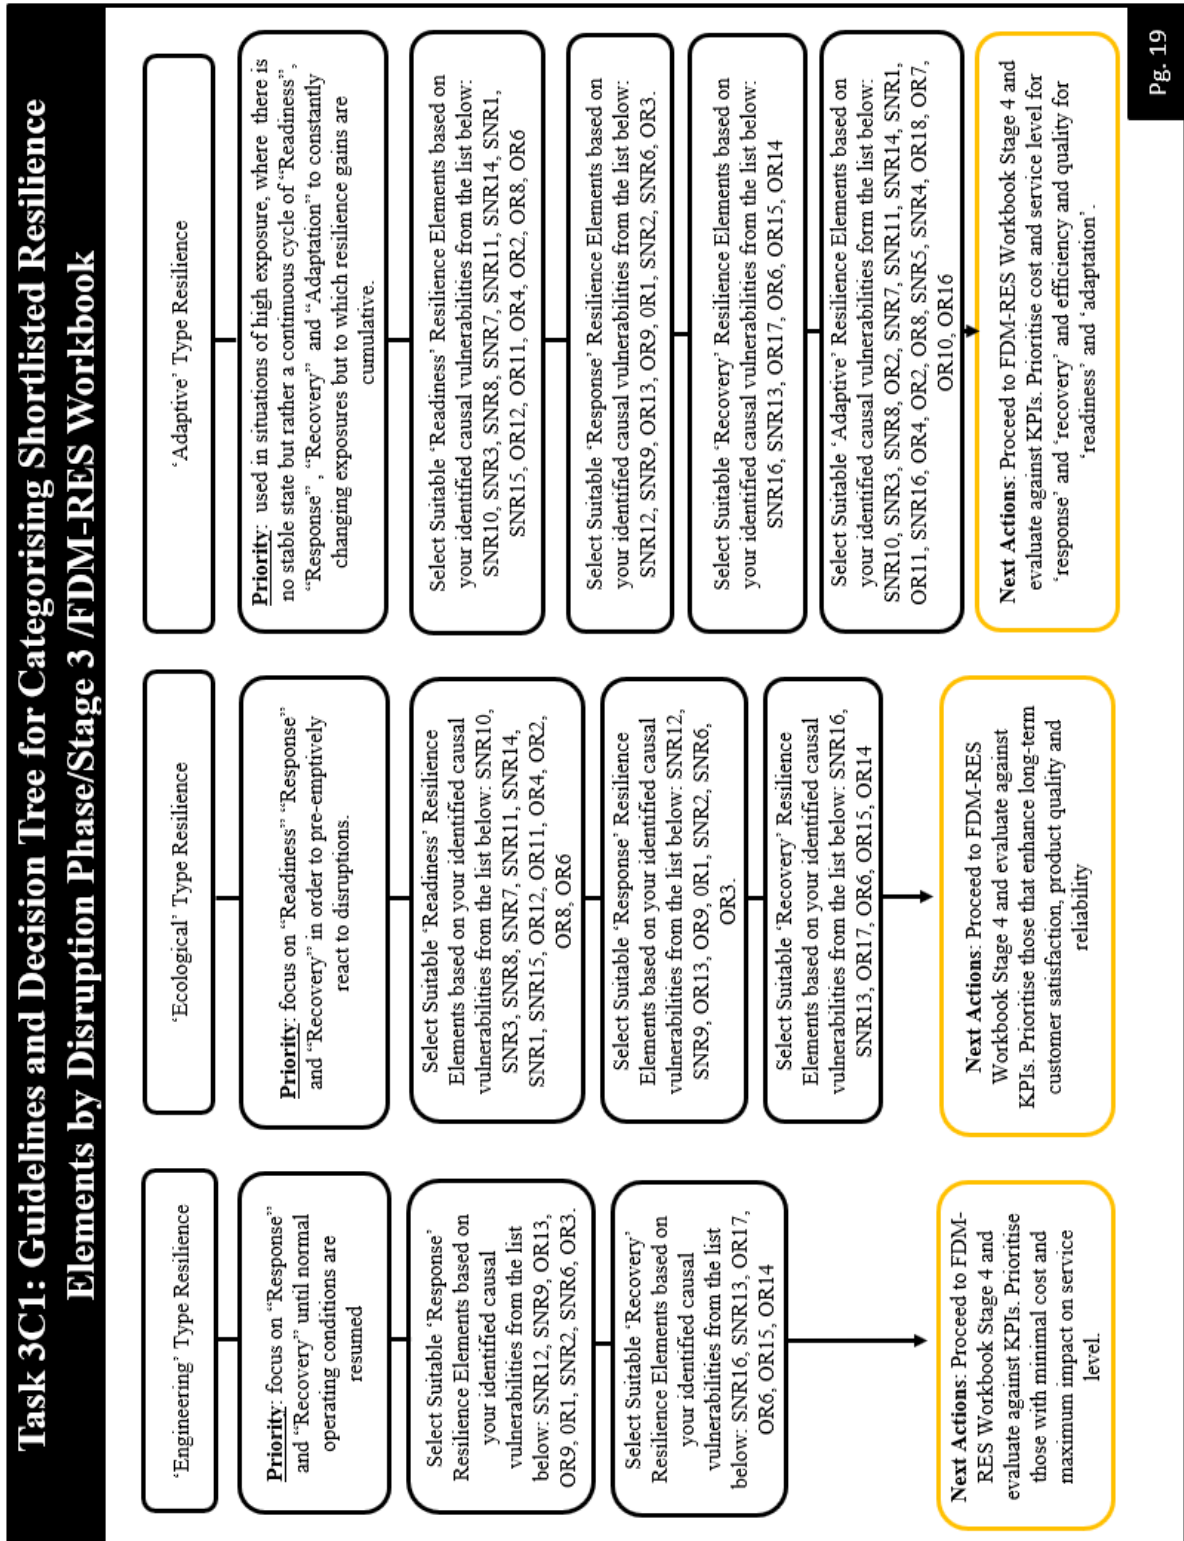 Task 3C1: Guidelines and Decision Tree for Categorising Shortlisted Resilience
Elements by Disruption Phase/Stage 3 /FDM-RES Workbook
‘Engineering’ Type Resilience
Priority: focus on “Response”
and “Recovery” until normal
operating conditions are
resumed
Select Suitable ‘Response’
Resilience Elements based on
your identified causal
vulnerabilities from the list
below: SNR12, SNR9, OR13,
OR9, 0R1, SNR2, SNR6, OR3.
Select Suitable ‘Recovery’
Resilience Elements based on
your identified causal
vulnerabilities from the list
below: SNR16, SNR13, OR17,
OR6, OR15, OR14
Next Actions: Proceed to FDM-
RES Workbook Stage 4 and
evaluate against KPIs. Prioritise
those with minimal cost and
maximum impact on service
level.
‘Ecological’ Type Resilience
Priority: focus on “Readiness” “Response”
and “Recovery” in order to pre-emptively
react to disruptions.
Select Suitable ‘Readiness’ Resilience
Elements based on your identified causal
vulnerabilities from the list below: SNR10,
SNR3, SNR8, SNR7, SNR11, SNR14,
SNR1, SNR15, OR12, OR11, OR4, OR2,
OR8, OR6
Select Suitable ‘Response’ Resilience
Elements based on your identified causal
vulnerabilities from the list below: SNR12,
SNR9, OR13, OR9, 0R1, SNR2, SNR6,
OR3.
Select Suitable ‘Recovery’ Resilience
Elements based on your identified causal
vulnerabilities from the list below: SNR16,
SNR13, OR17, OR6, OR15, OR14
Next Actions: Proceed to FDM-RES
Workbook Stage 4 and evaluate against
KPIs. Prioritise those that enhance long-term
customer satisfaction, product quality and
reliability
‘Adaptive’ Type Resilience
Priority: used in situations of high exposure, where there is
no stable state but rather a continuous cycle of “Readiness”,
“Response” , “Recovery” and “Adaptation” to constantly
changing exposures but to which resilience gains are
cumulative.
Select Suitable ‘Readiness’ Resilience Elements based on
your identified causal vulnerabilities from the list below:
SNR10, SNR3, SNR8, SNR7, SNR11, SNR14, SNR1,
SNR15, OR12, OR11, OR4, OR2, OR8, OR6
Select Suitable ‘Response’ Resilience Elements based on
your identified causal vulnerabilities from the list below:
SNR12, SNR9, OR13, OR9, 0R1, SNR2, SNR6, OR3.
Select Suitable ‘Recovery’ Resilience Elements based on
your identified causal vulnerabilities from the list below:
SNR16, SNR13, OR17, OR6, OR15, OR14
Select Suitable ‘ Adaptive’ Resilience Elements based on
your identified causal vulnerabilities form the list below:
SNR10, SNR3, SNR8, OR2, SNR7, SNR11, SNR14, SNR1,
OR11, SNR16, OR4, OR2, OR8, SNR5, SNR4, OR18, OR7,
OR10, OR16
Next Actions: Proceed to FDM-RES Workbook Stage 4 and
evaluate against KPIs. Prioritise cost and service level for
‘response’ and ‘recovery’ and efficiency and quality for
‘readiness’ and ‘adaptation’.
Pg. 19